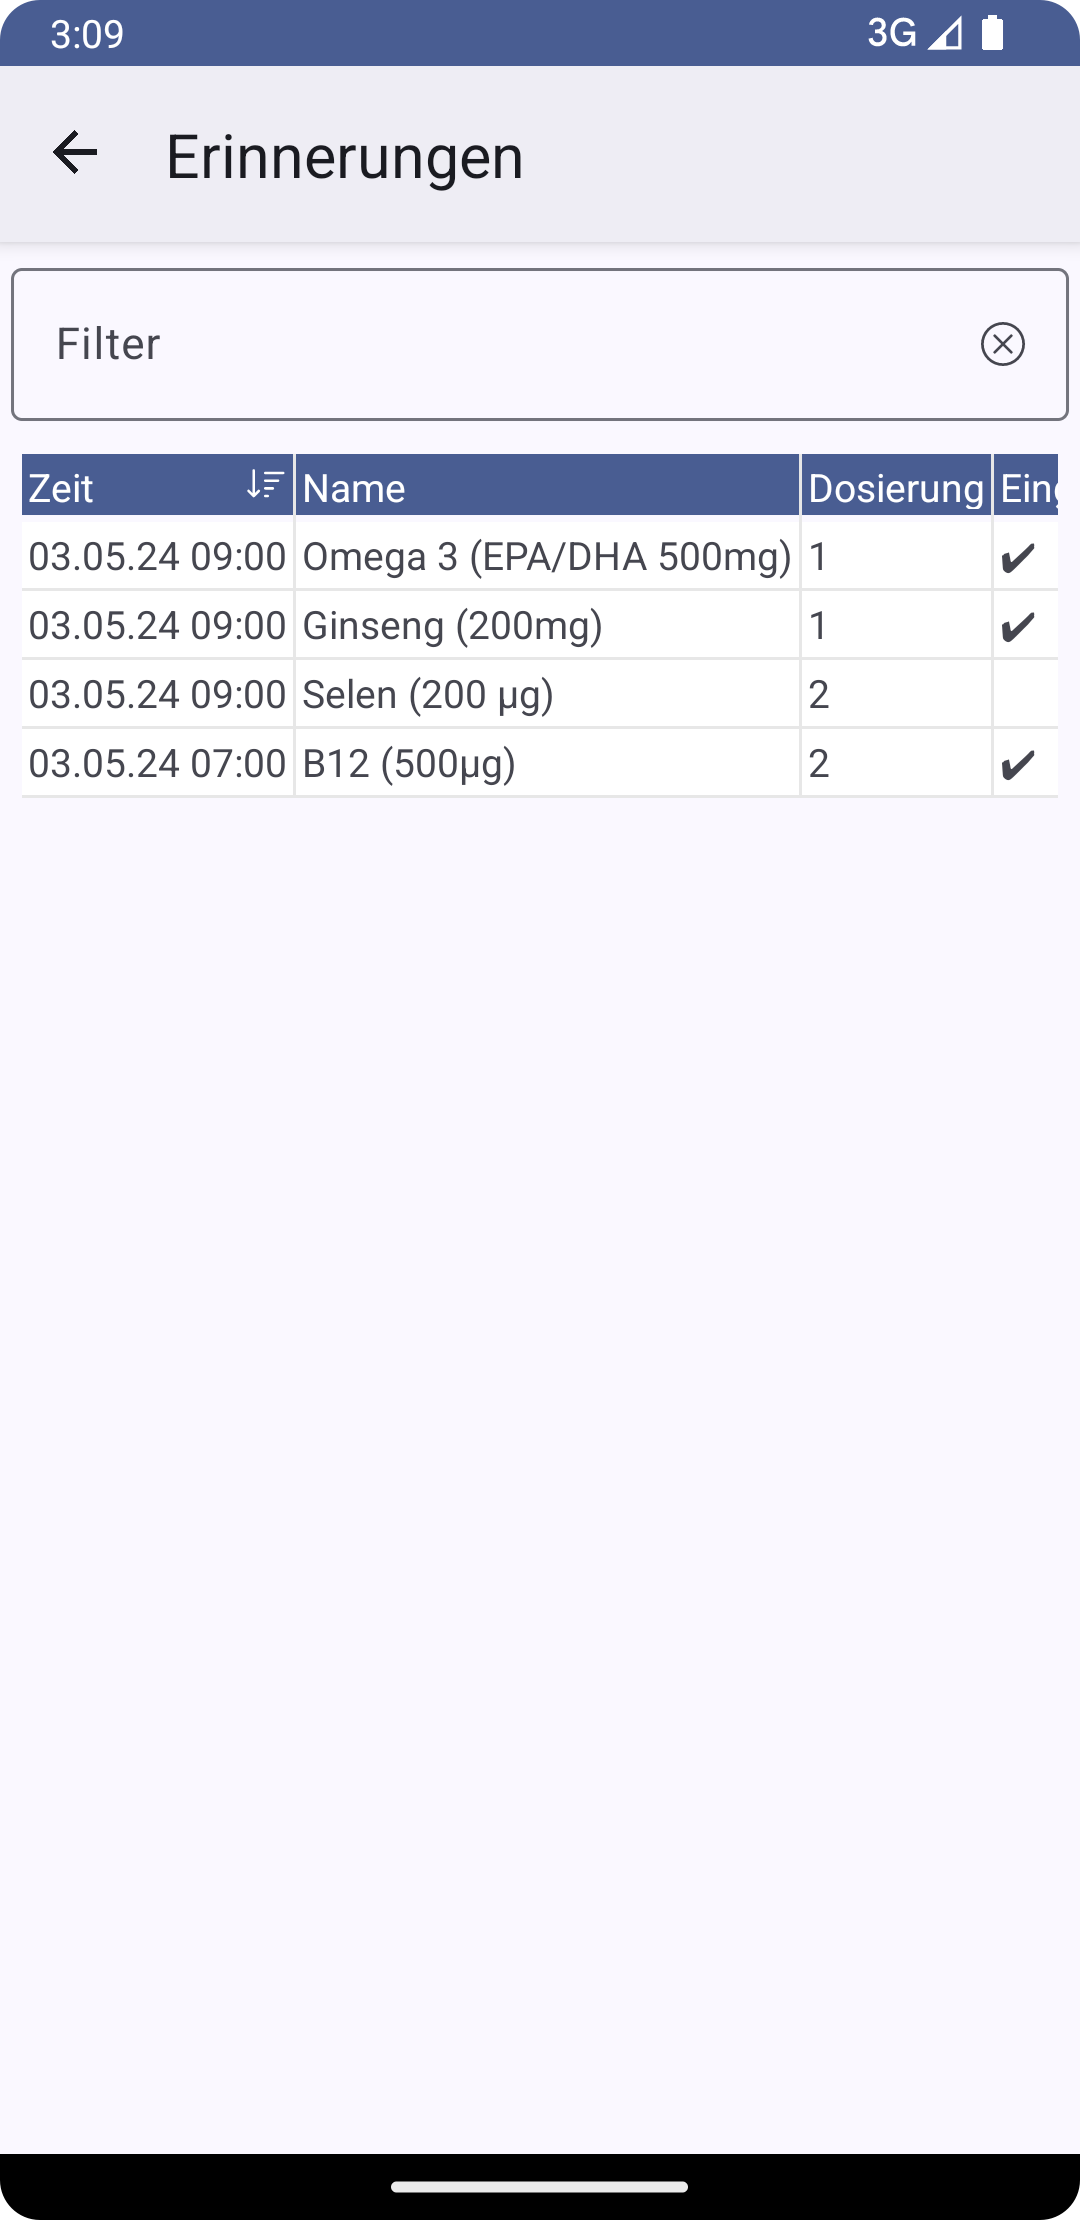 3:09 3G
Erinnerungen
Filter
Zeit Name Dosierung
03.05.24 09:00 Omega 3 (EPA/DHA 500mg) 1 ✔
03.05.24 09:00 Ginseng (200mg) 1 ✔
03.05.24 09:00 Selen (200 µg) 2
03.05.24 07:00 B12 (500µg) 2 ✔